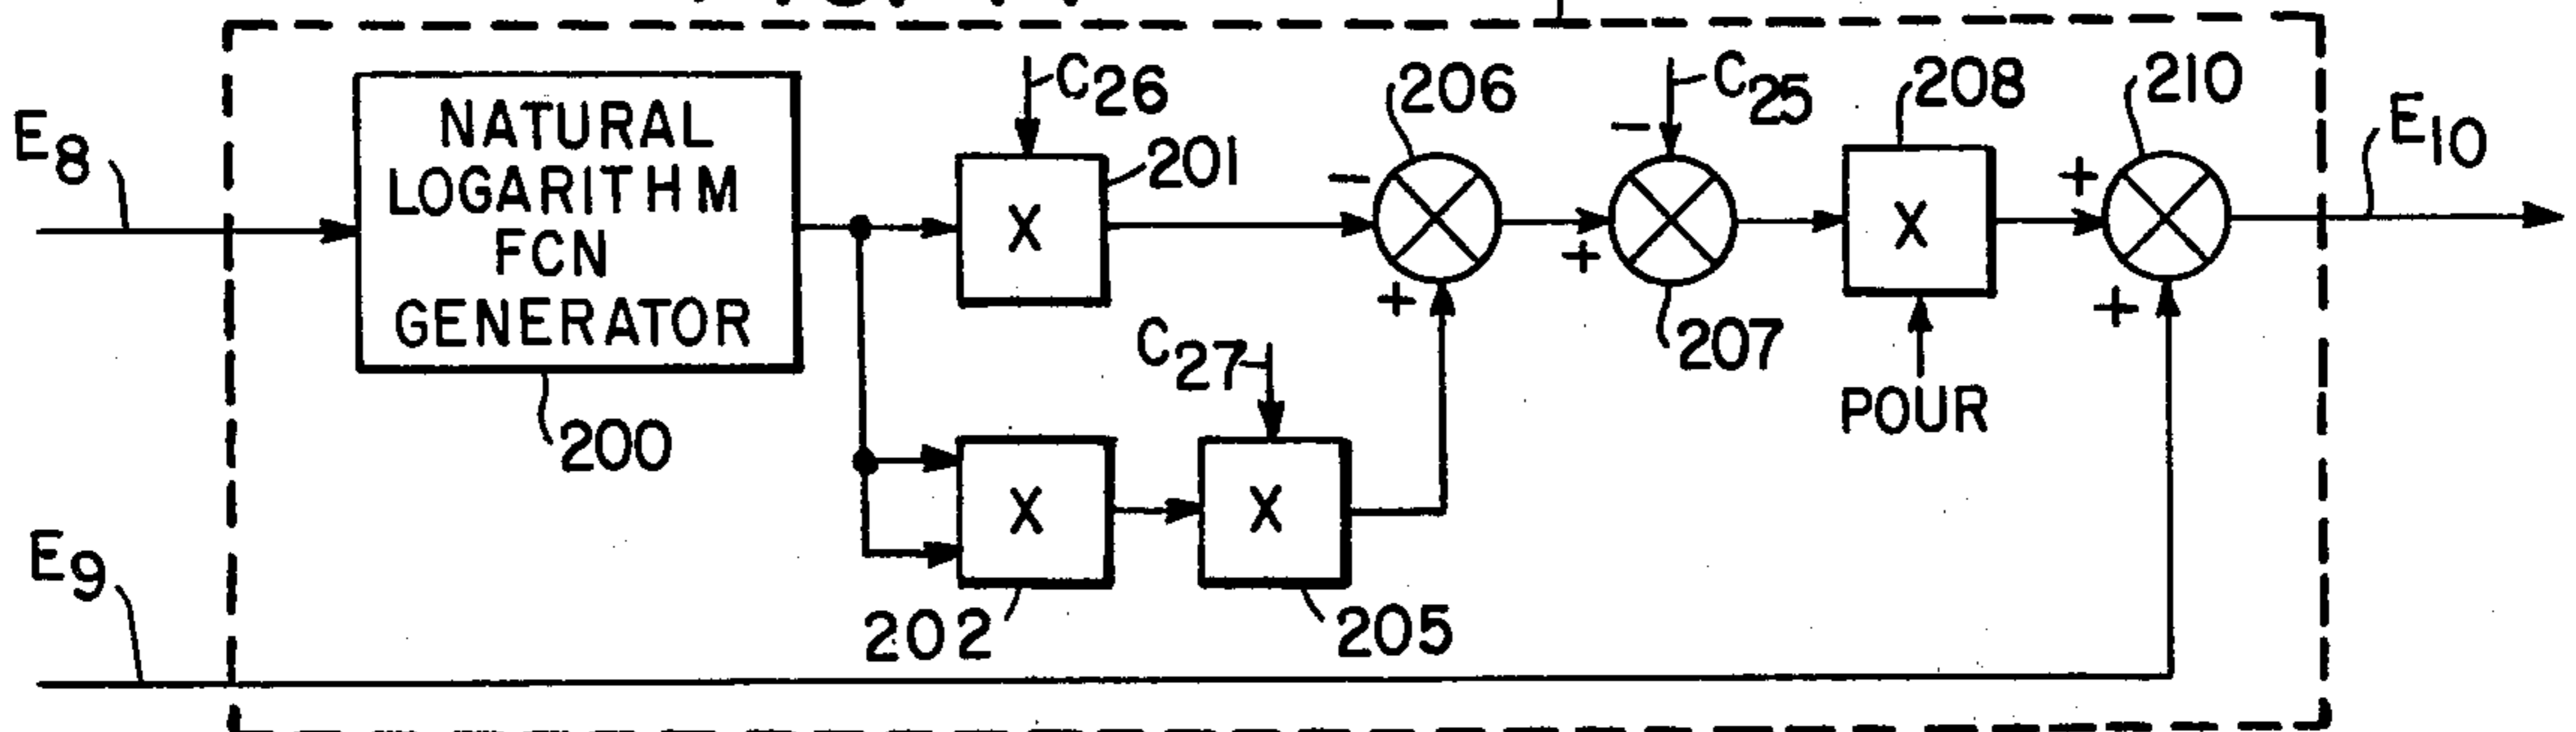 C26
201
206
C25
208
210
E10
E8
NATURAL
LOGARITHM
FCN
GENERATOR
X
-
+
-
+
X
+
+
200
C27
207
POUR
X
X
E9
202
205